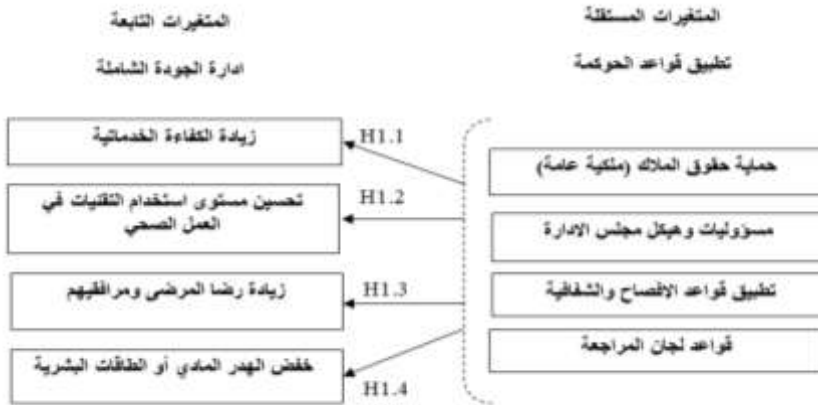 المتغيرات المستقلة
تطبيق قواعد الحوكمة
حماية حقوق الملاك (ملكية عامة)
مسؤوليات وهيكل مجلس الادارة
تطبيق قواعد الافصاح والشفافية
قواعد لجان المراجعة
المتغيرات التابعة
ادارة الجودة الشاملة
H1.1
زيادة الكفاءة الخدماتية
H1.2
تحسين مستوى استخدام التقنيات في
العمل الصحي
H1.3
زيادة رضا المرضى ومرافقيهم
H1.4
خفض الهدر المادي أو الطاقات البشرية